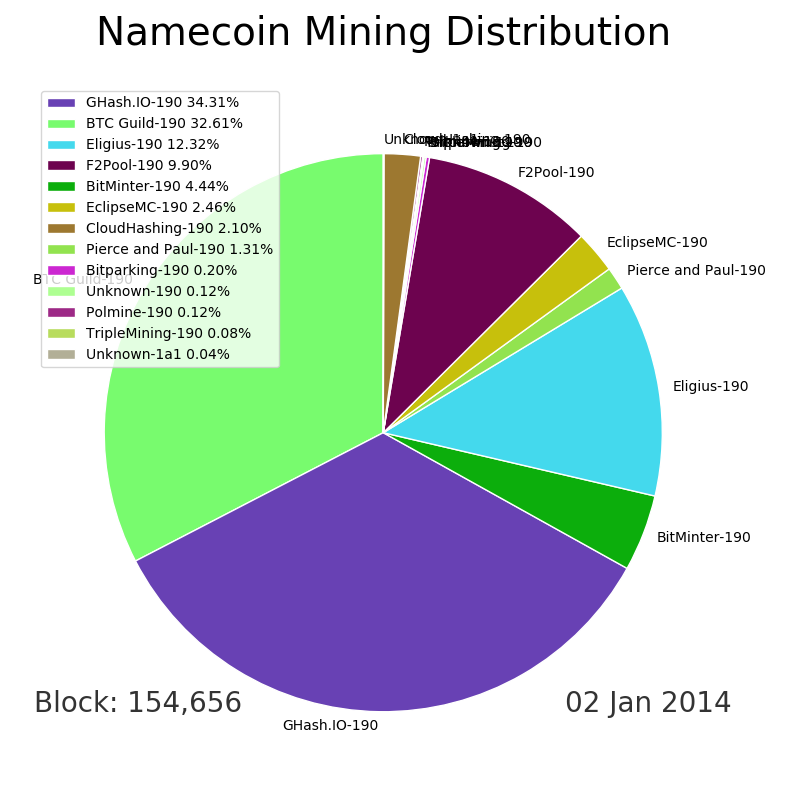 Namecoin Mining Distribution
GHash.IO-190 34.31%
BTC Guild-190 32.61%
Eligius-190 12.32%
F2Pool-190 9.90%
BitMinter-190 4.44%
EclipseMC-190 2.46%
CloudHashing-190 2.10%
Pierce and Paul-190 1.31%
Bitparking-190 0.20%
Unknown-190 0.12%
Polmine-190 0.12%
TripleMining-190 0.08%
Unknown-1a1 0.04%
F2Pool-190
EclipseMC-190
Pierce and Paul-190
BTC Guild-190
Eligius-190
BitMinter-190
Block: 154,656
02 Jan 2014
GHash.IO-190